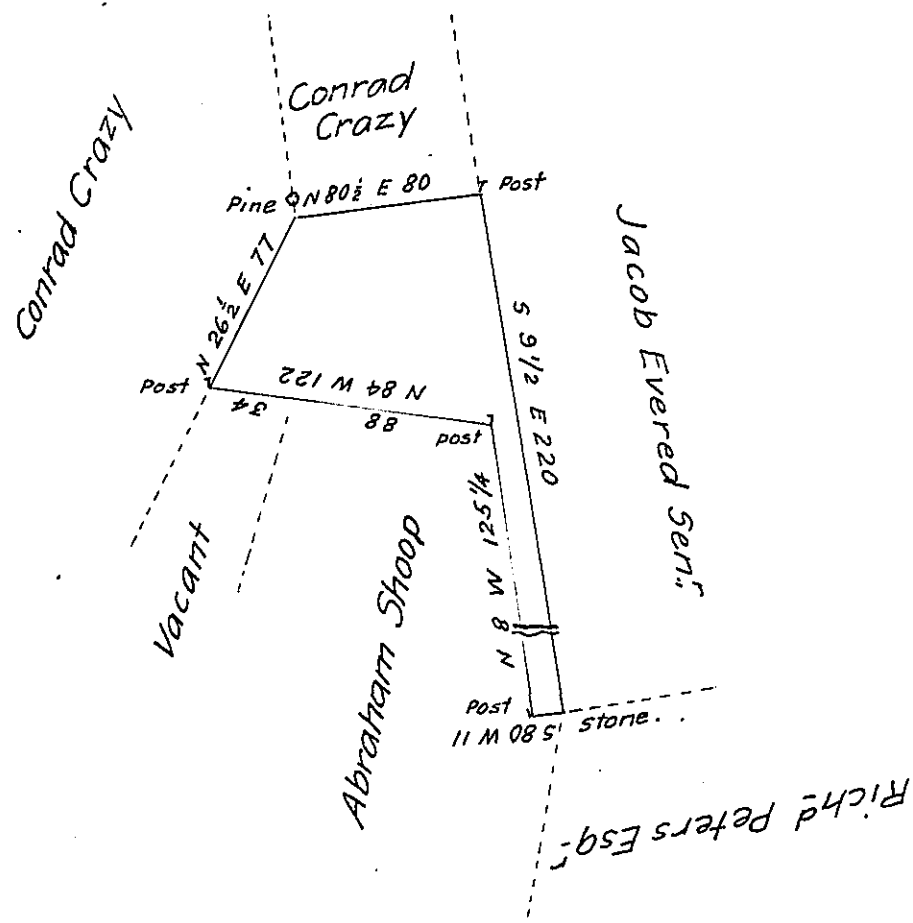 Conrad
Crazy
Conrad Crazy
Pine
N 80½ E 80
Post
N 26½ E 77
Jacob Evered Sen.r
S 9½ E 220
Post
N 84 W 122
34
88
post
N 8 W 125¼
Vacant
Abraham Shoop
Post
S 80 W 11
Stone.
Richd Peters Esqr